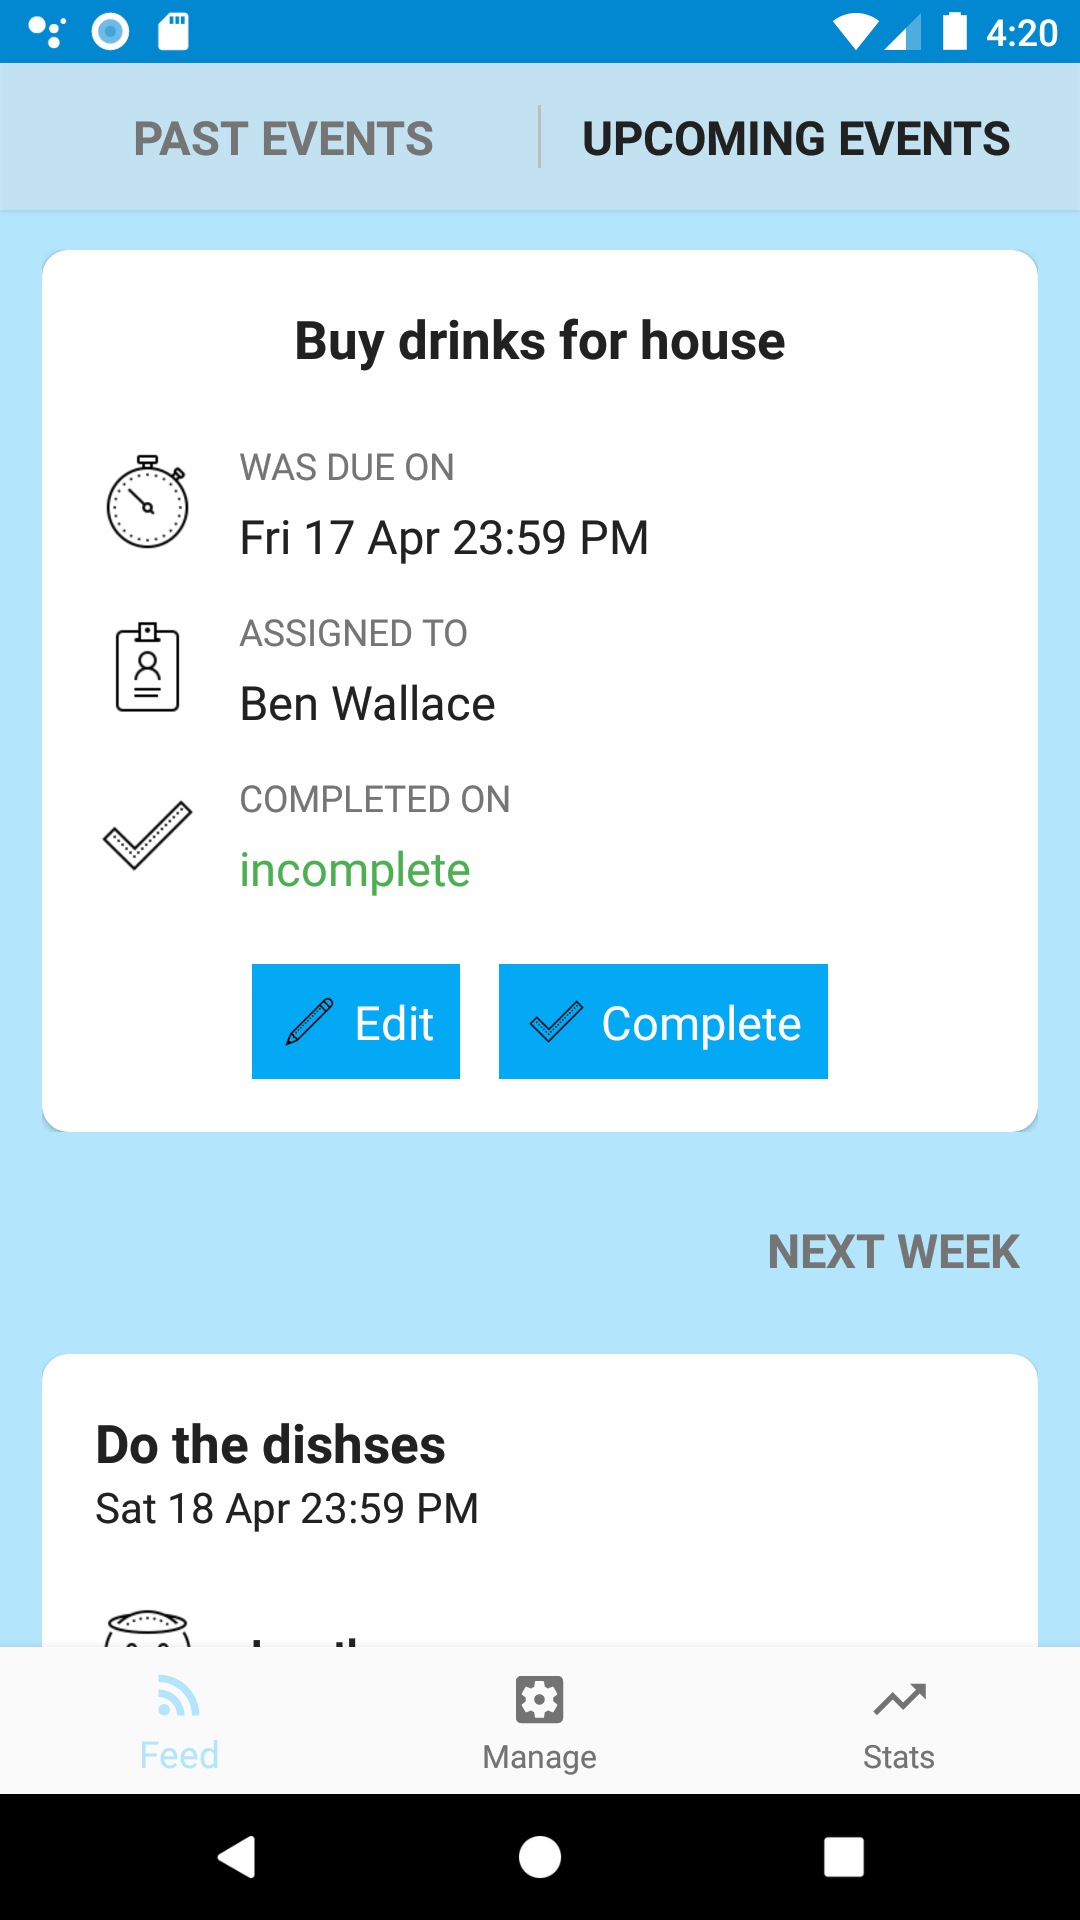 4:20
PAST EVENTS
UPCOMING EVENTS
Buy drinks for house
WAS DUE ON
Fri 17 Apr 23:59 PM
ASSIGNED TO
Ben Wallace
COMPLETED ON
incomplete
Edit
Complete
NEXT WEEK
Do the dishses
Sat 18 Apr 23:59 PM
Feed
Manage
Stats